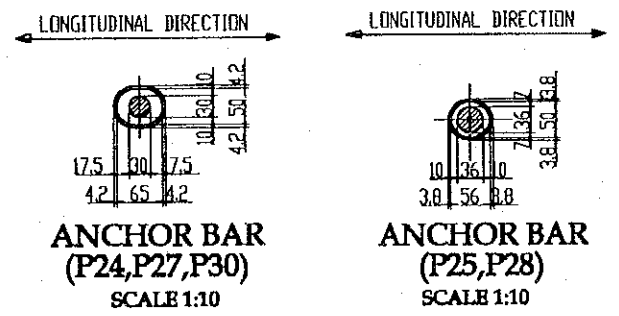 LONGITUDINAL DIRECTION
10 4.2
30 50
10 4.2
17.5 30 7.5
4.2 65 4.2
ANCHOR BAR
(P24,P27,P30)
SCALE 1:10
LONGITUDINAL DIRECTION
7 3.8
36 50
7 3.8
10 36 10
3.8 56 3.8
ANCHOR BAR
(P25,P28)
SCALE 1:10